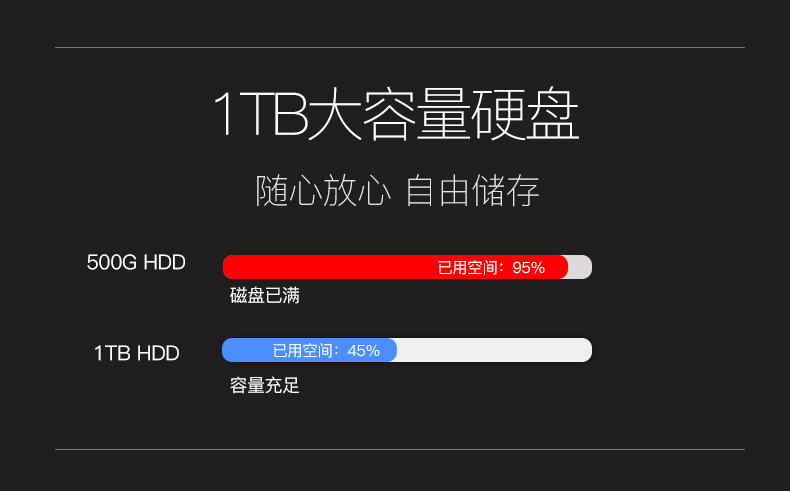 1TB大容量硬盘
随心放心 自由储存
500G HDD
已用空间：95%
磁盘已满
1TB HDD
已用空间：45%
容量充足